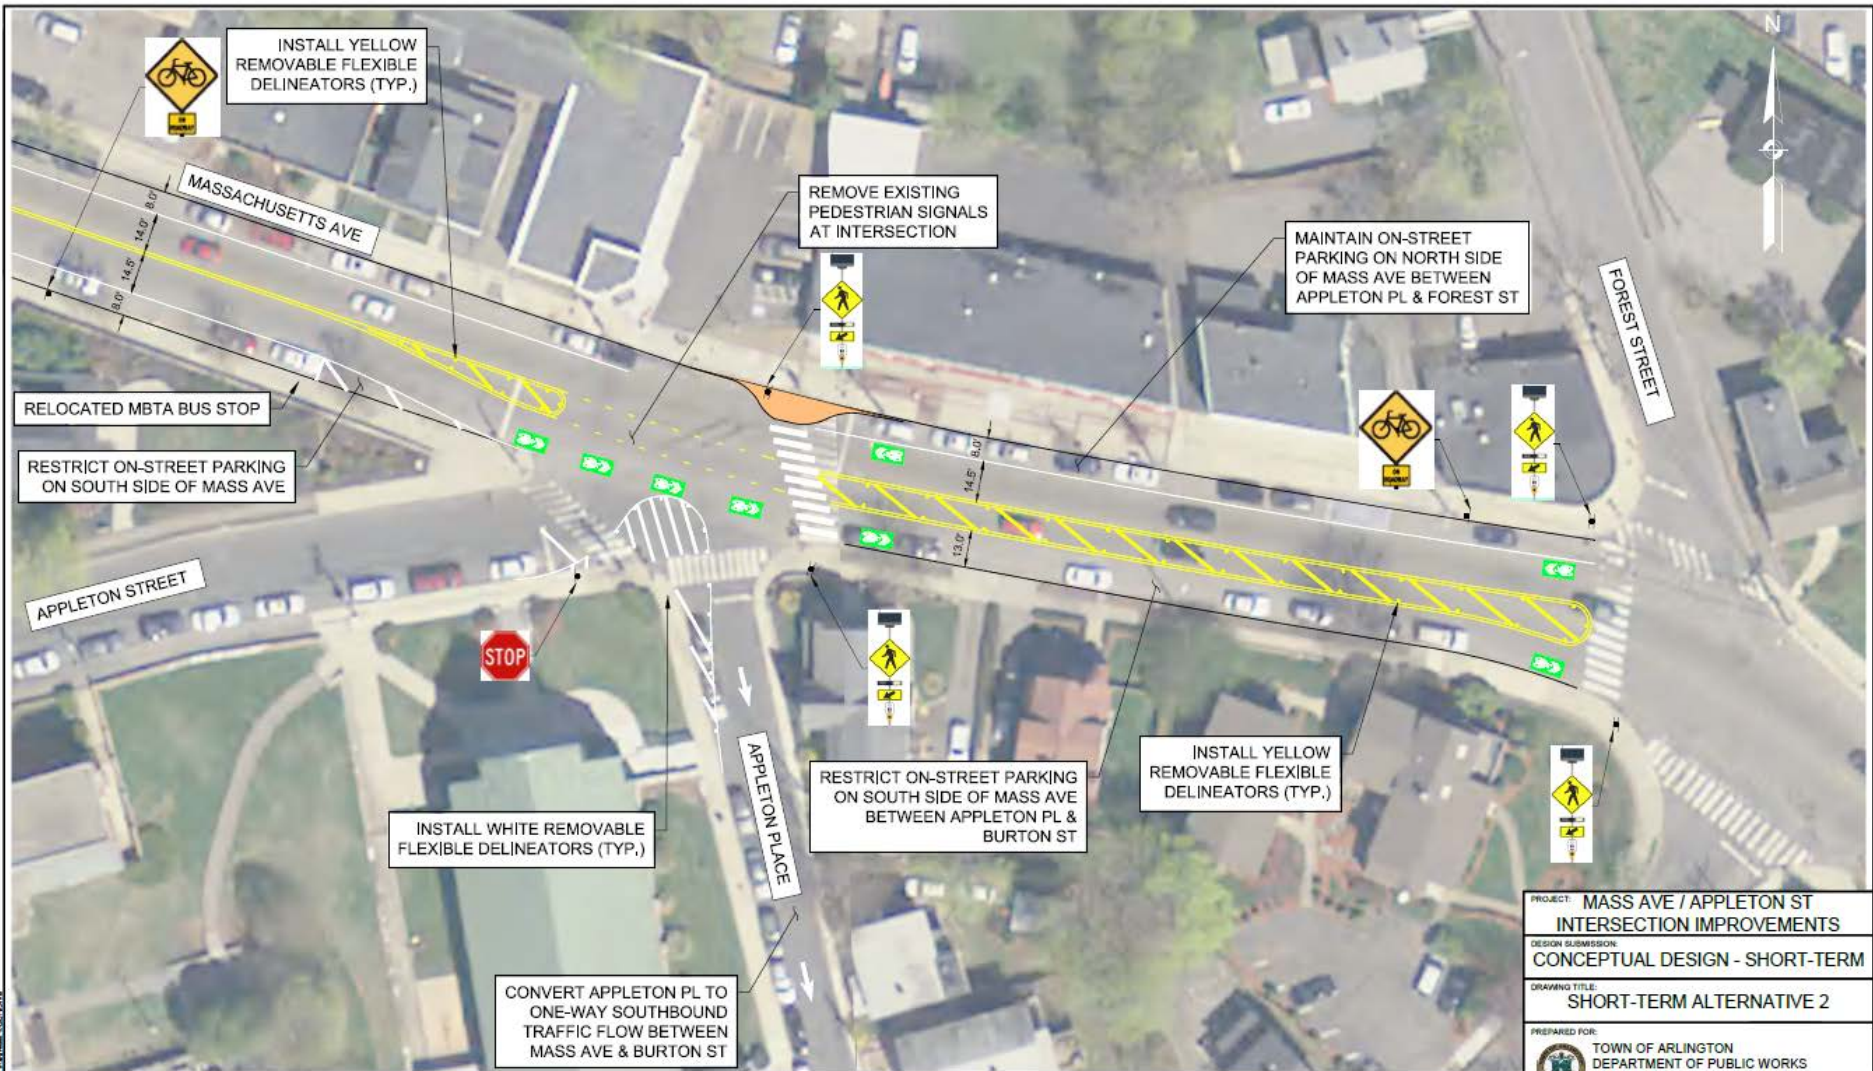 INSTALL YELLOW
REMOVABLE FLEXIBLE
DELINEATORS (TYP.)
ON
ROADWAY
MASSACHUSETTS AVE
8.0'
14.0'
14.5'
8.0'
REMOVE EXISTING
PEDESTRIAN SIGNALS
AT INTERSECTION
MAINTAIN ON-STREET
PARKING ON NORTH SIDE
OF MASS AVE BETWEEN
APPLETON PL & FOREST ST
N
FOREST STREET
RELOCATED MBTA BUS STOP
RESTRICT ON-STREET PARKING
ON SOUTH SIDE OF MASS AVE
8.0'
14.5'
13.0'
ON
ROADWAY
APPLETON STREET
STOP
INSTALL WHITE REMOVABLE
FLEXIBLE DELINEATORS (TYP.)
APPLETON PLACE
RESTRICT ON-STREET PARKING
ON SOUTH SIDE OF MASS AVE
BETWEEN APPLETON PL &
BURTON ST
INSTALL YELLOW
REMOVABLE FLEXIBLE
DELINEATORS (TYP.)
CONVERT APPLETON PL TO
ONE-WAY SOUTHBOUND
TRAFFIC FLOW BETWEEN
MASS AVE & BURTON ST
PROJECT: MASS AVE / APPLETON ST
INTERSECTION IMPROVEMENTS
DESIGN SUBMISSION:
CONCEPTUAL DESIGN - SHORT-TERM
DRAWING TITLE:
SHORT-TERM ALTERNATIVE 2
PREPARED FOR:
TOWN OF ARLINGTON
DEPARTMENT OF PUBLIC WORKS